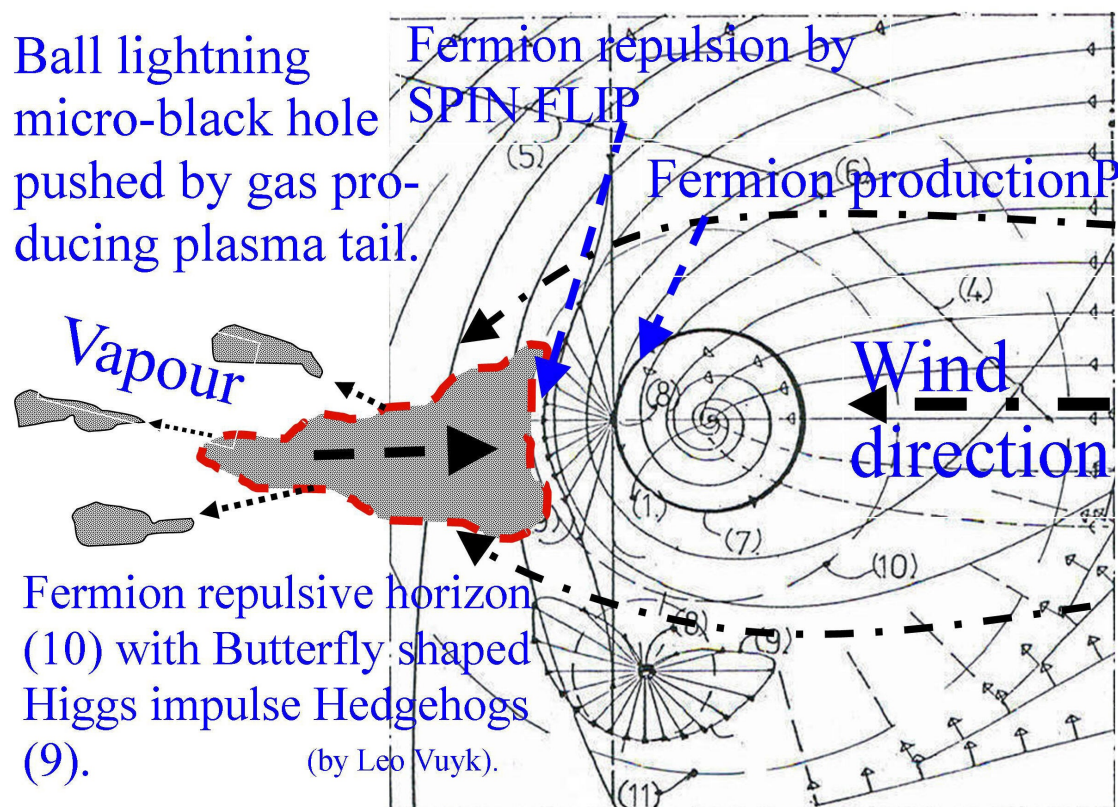 Ball lightning
micro-black hole
pushed by gas pro-
ducing plasma tail.
Fermion repulsion by
SPIN FLIP
Fermion productionP
(5).
(6).
(4)
Vapour
Wind
direction
(8)
(1.)
(7)
(10)
Fermion repulsive horizon
(10) with Butterfly shaped
Higgs impulse Hedgehogs
(9).
(by Leo Vuyk).
(8)
(9).
(11)